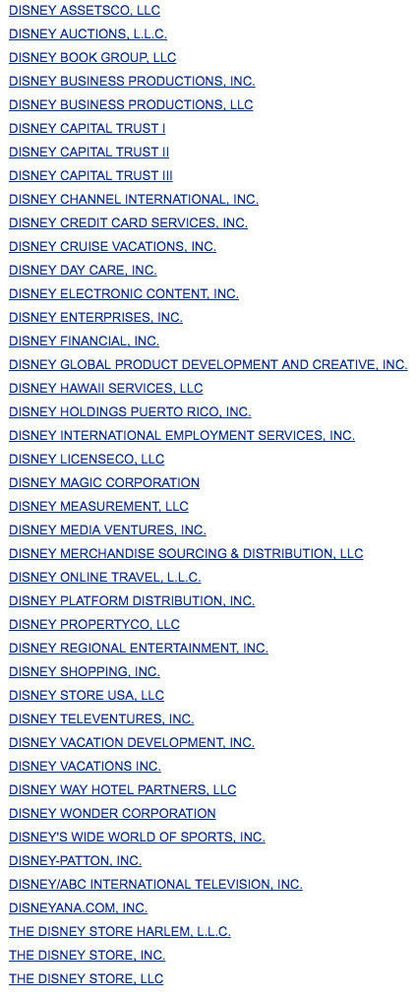 DISNEY ASSETSCO, LLC
DISNEY AUCTIONS, L.L.C.
DISNEY BOOK GROUP, LLC
DISNEY BUSINESS PRODUCTIONS, INC.
DISNEY BUSINESS PRODUCTIONS, LLC
DISNEY CAPITAL TRUST I
DISNEY CAPITAL TRUST II
DISNEY CAPITAL TRUST III
DISNEY CHANNEL INTERNATIONAL, INC.
DISNEY CREDIT CARD SERVICES, INC.
DISNEY CRUISE VACATIONS, INC.
DISNEY DAY CARE, INC.
DISNEY ELECTRONIC CONTENT, INC.
DISNEY ENTERPRISES, INC.
DISNEY FINANCIAL, INC.
DISNEY GLOBAL PRODUCT DEVELOPMENT AND CREATIVE, INC.
DISNEY HAWAII SERVICES, LLC
DISNEY HOLDINGS PUERTO RICO, INC.
DISNEY INTERNATIONAL EMPLOYMENT SERVICES, INC.
DISNEY LICENSECO, LLC
DISNEY MAGIC CORPORATION
DISNEY MEASUREMENT, LLC
DISNEY MEDIA VENTURES, INC.
DISNEY MERCHANDISE SOURCING & DISTRIBUTION, LLC
DISNEY ONLINE TRAVEL, L.L.C.
DISNEY PLATFORM DISTRIBUTION, INC.
DISNEY PROPERTYCO, LLC
DISNEY REGIONAL ENTERTAINMENT, INC.
DISNEY SHOPPING, INC.
DISNEY STORE USA, LLC
DISNEY TELEVENTURES, INC.
DISNEY VACATION DEVELOPMENT, INC.
DISNEY VACATIONS INC.
DISNEY WAY HOTEL PARTNERS, LLC
DISNEY WONDER CORPORATION
DISNEY'S WIDE WORLD OF SPORTS, INC.
DISNEY-PATTON, INC.
DISNEY/ABC INTERNATIONAL TELEVISION, INC.
DISNEYANA.COM, INC.
THE DISNEY STORE HARLEM, L.L.C.
THE DISNEY STORE, INC.
THE DISNEY STORE, LLC